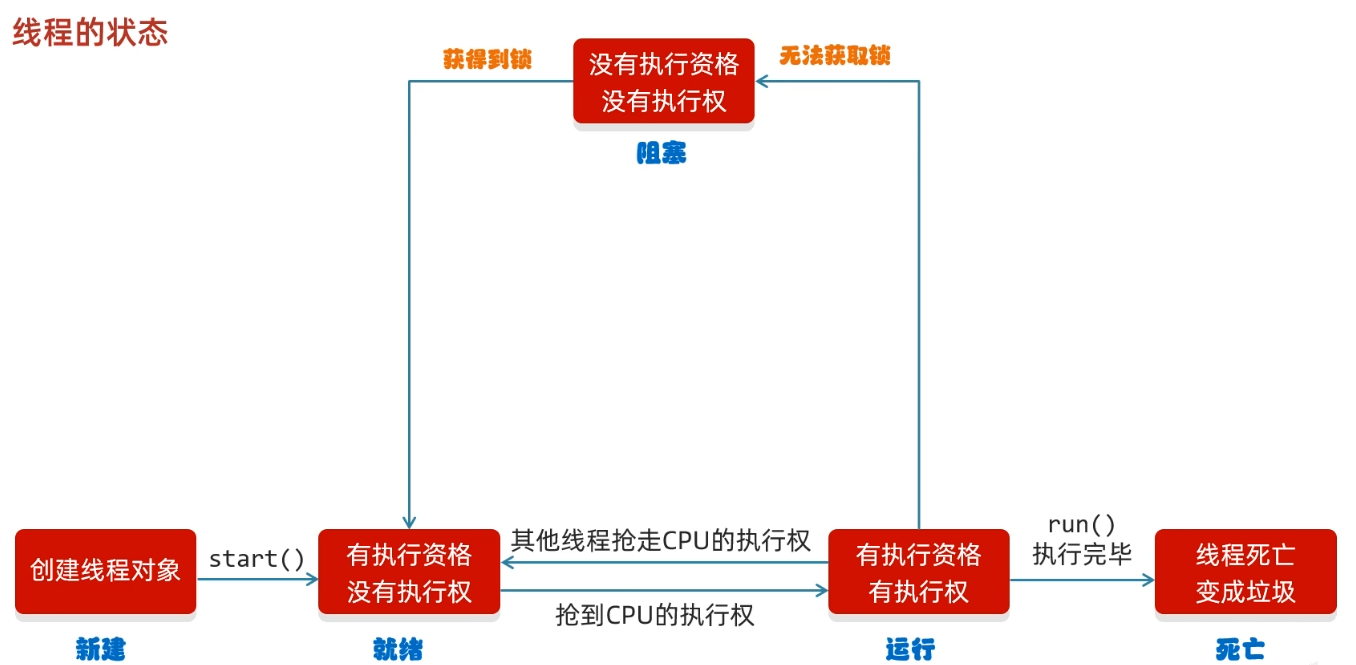 线程的状态
获得到锁
没有执行资格
没有执行权
无法获取锁
阻塞
创建线程对象
start()
有执行资格
没有执行权
其他线程抢走CPU的执行权
抢到CPU的执行权
有执行资格
有执行权
run()
执行完毕
线程死亡
变成垃圾
新建
就绪
运行
死亡